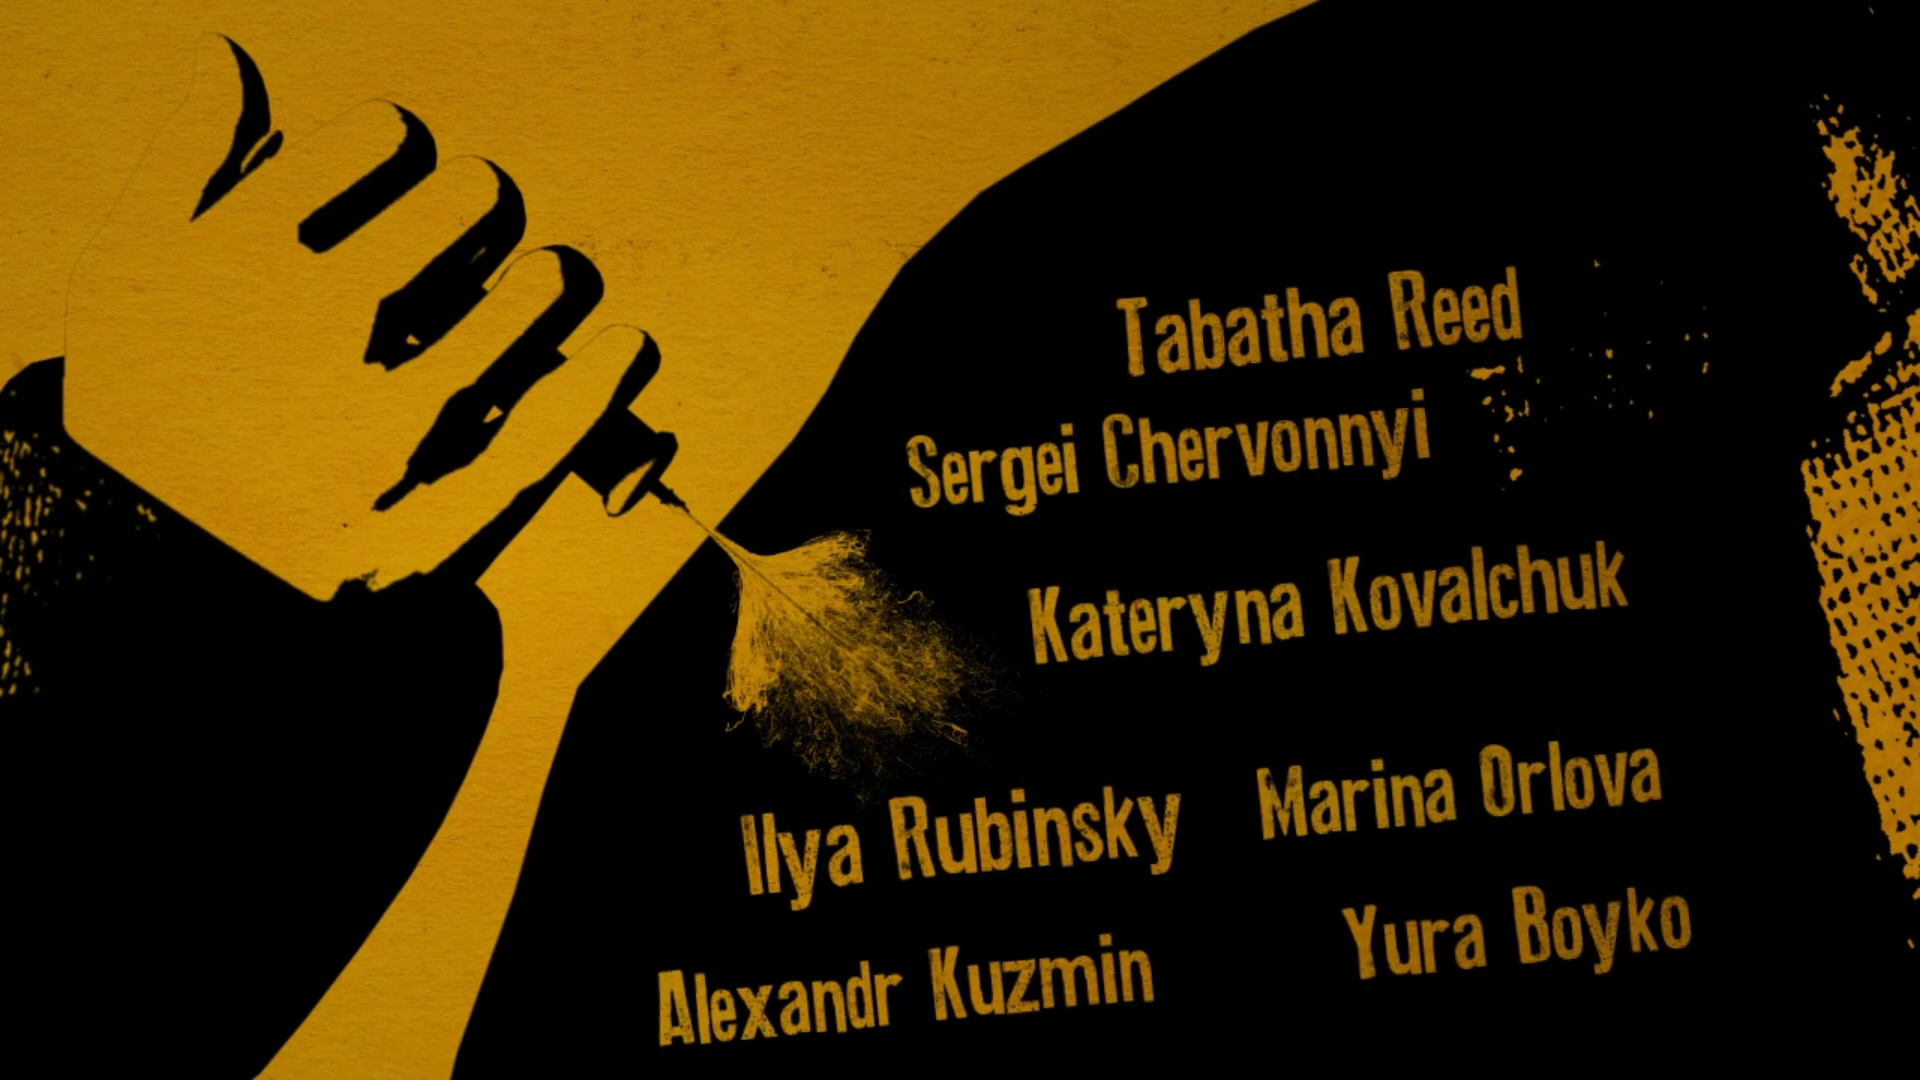 Tabatha Reed
Sergei Chervonnyi
Kateryna Kovalchuk
Ilya Rubinsky
Marina Orlova
Alexandr Kuzmin
Yura Boyko